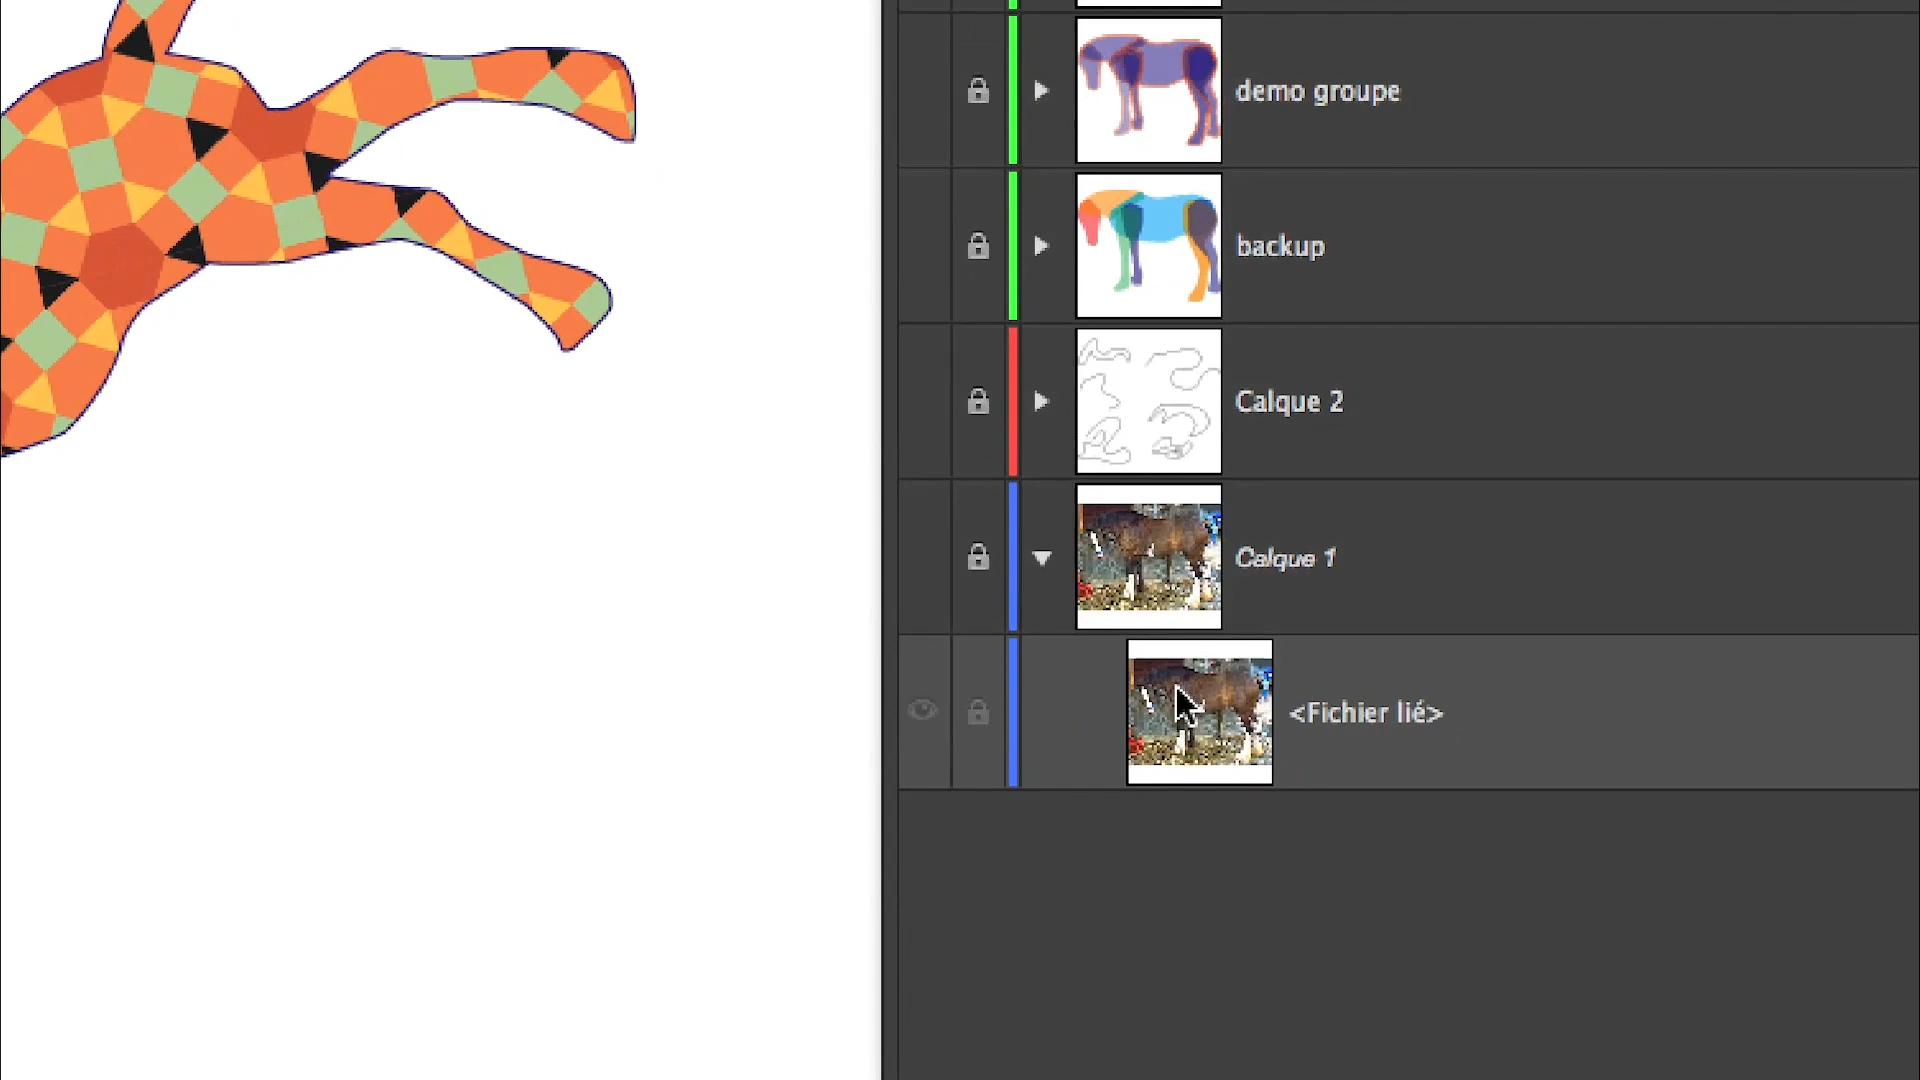 demo groupe
backup
Calque 2
Calque 1
<Fichier lié>